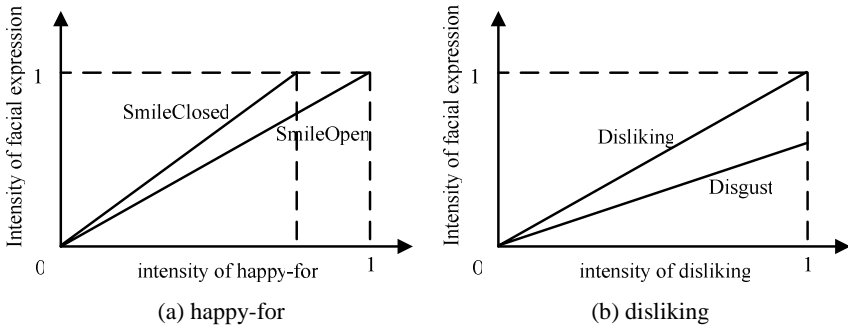 Intensity of facial expression
1
SmileClosed
SmileOpen
0
intensity of happy-for
1
(a) happy-for
Intensity of facial expression
1
Disliking
Disgust
0
intensity of disliking
1
(b) disliking